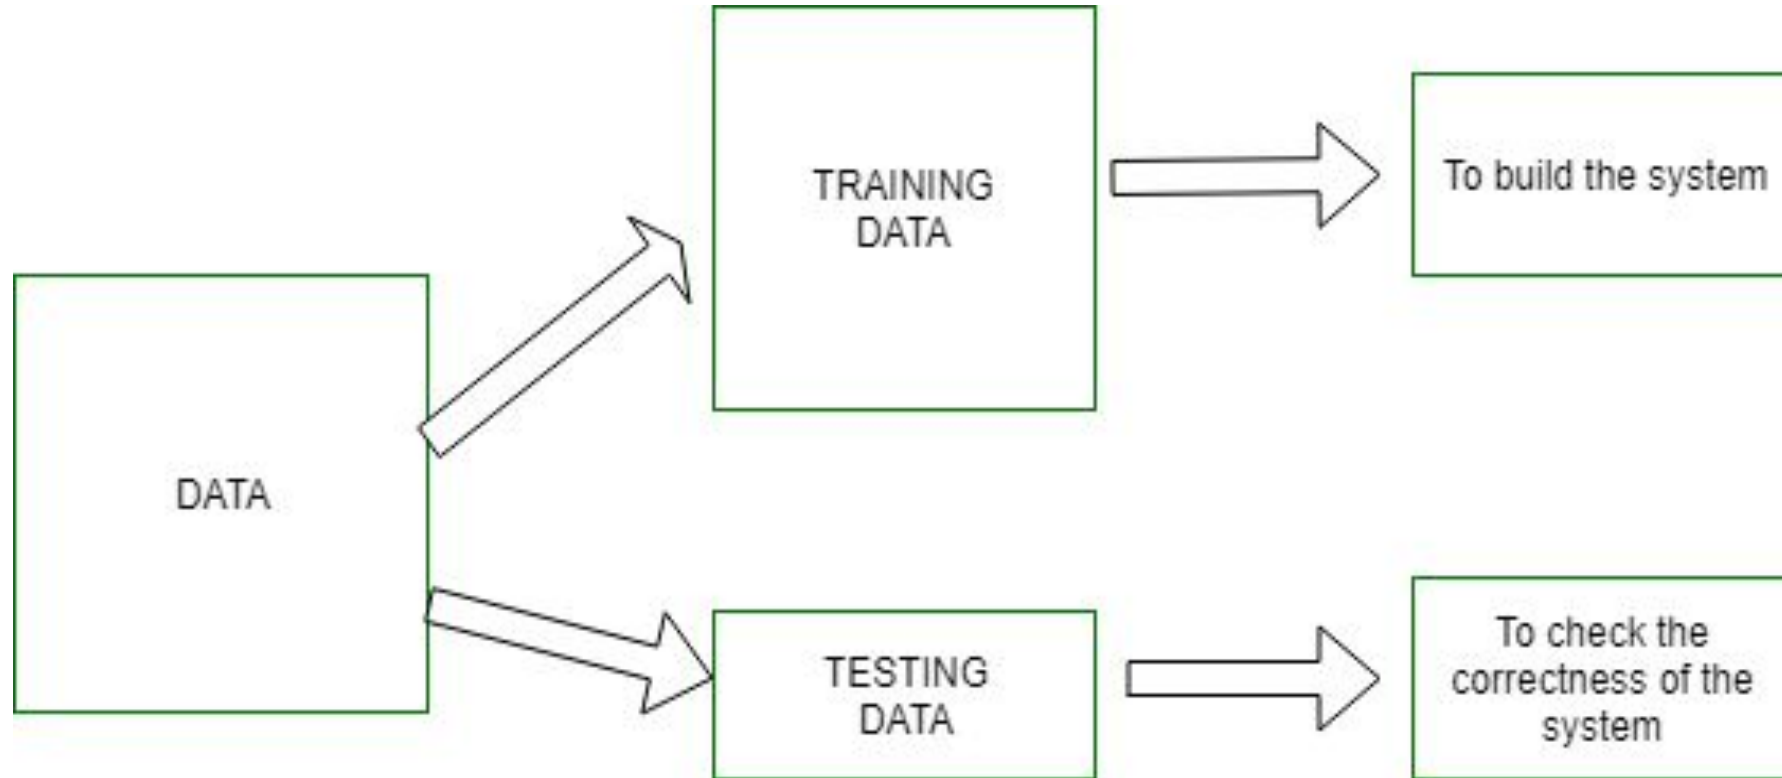 DATA
TRAINING
DATA
To build the system
TESTING
DATA
To check the
correctness of the
system